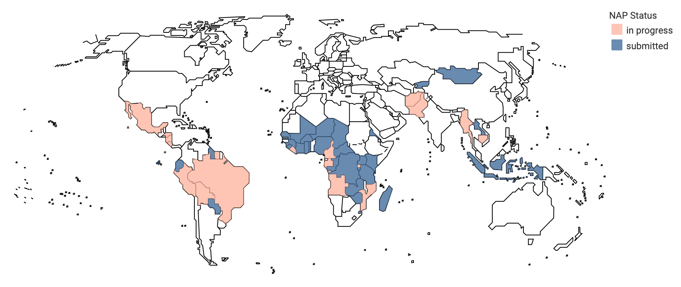 NAP Status
in progress
submitted